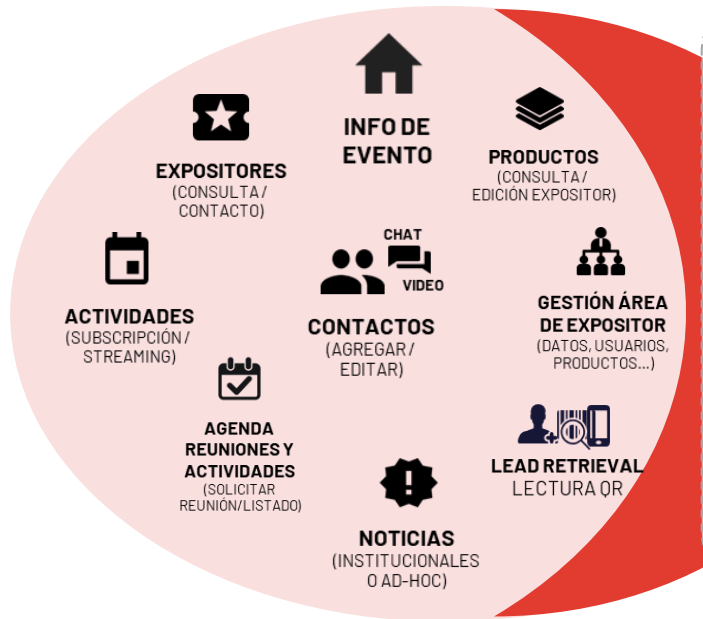 INFO DE
EVENTO
EXPOSITORES
(CONSULTA /
CONTACTO)
PRODUCTOS
(CONSULTA /
EDICIÓN EXPOSITOR)
ACTIVIDADES
(SUBSCRIPCIÓN /
STREAMING)
CHAT
VIDEO
CONTACTOS
(AGREGAR /
EDITAR)
GESTIÓN ÁREA
DE EXPOSITOR
(DATOS, USUARIOS,
PRODUCTOS...)
AGENDA
REUNIONES Y
ACTIVIDADES
(SOLICITAR
REUNIÓN/LISTADO)
LEAD RETRIEVAL
LECTURA QR
NOTICIAS
(INSTITUCIONALES
O AD-HOC)